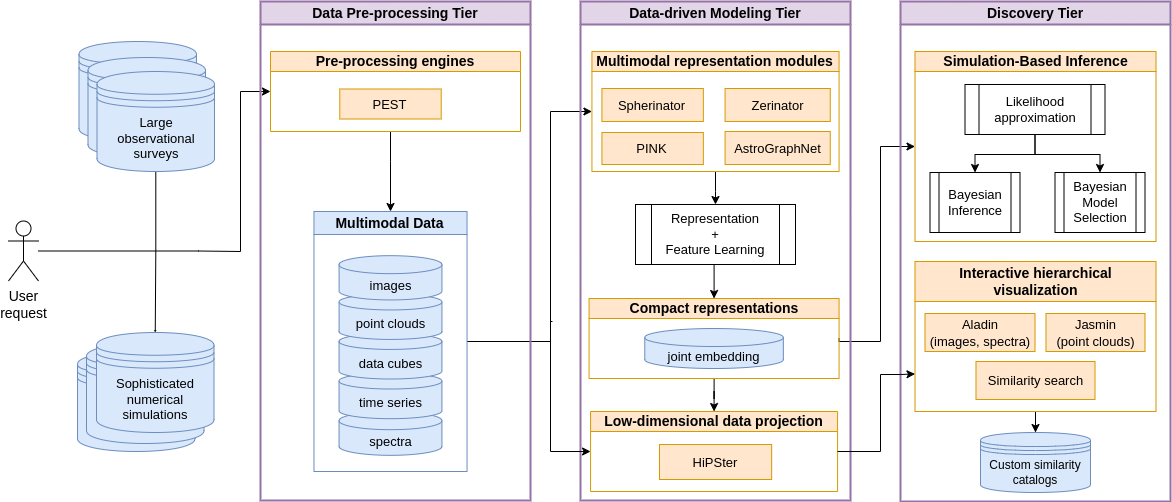 Large
observational
surveys
User
request
Sophisticated
numerical
simulations
Data Pre-processing Tier
Pre-processing engines
PEST
Multimodal Data
images
point clouds
data cubes
time series
spectra
Data-driven Modeling Tier
Multimodal representation modules
Spherinator
Zerinator
PINK
AstroGraphNet
Representation
+
Feature Learning
Compact representations
joint embedding
Low-dimensional data projection
HiPSter
Discovery Tier
Simulation-Based Inference
Likelihood
approximation
Bayesian
Inference
Bayesian
Model
Selection
Interactive hierarchical
visualization
Aladin
(images, spectra)
Jasmin
(point clouds)
Similarity search
Custom similarity
catalogs